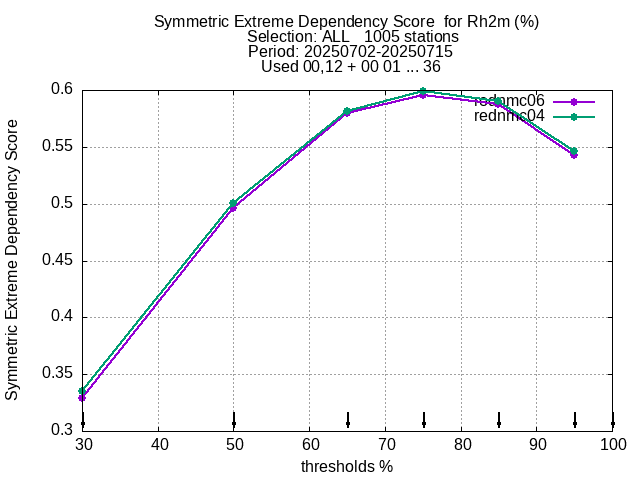 Symmetric Extreme Dependency Score  for Rh2m (%)
Selection: ALL   1005 stations
Period: 20250702-20250715
Used 00,12 + 00 01 ... 36
Symmetric Extreme Dependency Score
0.6
0.55
0.5
0.45
0.4
0.35
0.3
rednmc06
rednmc04
30 40 50 60 70 80 90 100
thresholds %